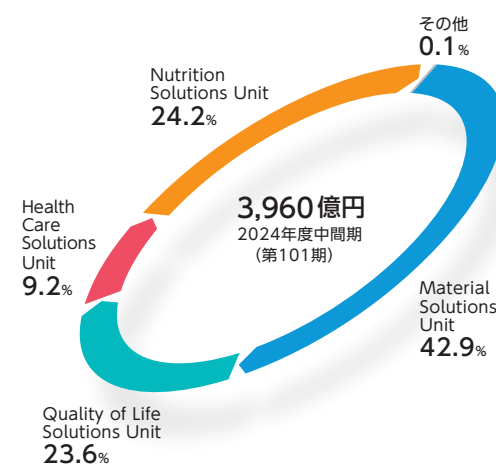 その他
0.1%
Nutrition
Solutions Unit
24.2%
3,960億円
2024年度中間期
（第101期）
Health
Care
Solutions
Unit
9.2%
Material
Solutions
Unit
42.9%
Quality of Life
Solutions Unit
23.6%